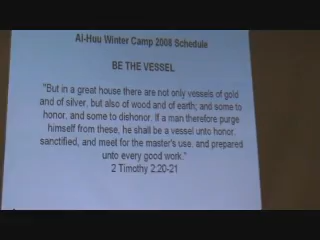 Al-Hou Winter Camp 2008 Schedule
BE THE VESSEL
"But in a great house there are not only vessels of gold
and of silver, but also of wood and of earth; and some to
honor, and some to dishonor. If a man therefore purge
himself from these, he shall be a vessel unto honor,
sanctified, and meet for the master's use, and prepared
unto every good work."
2 Timothy 2:20-21